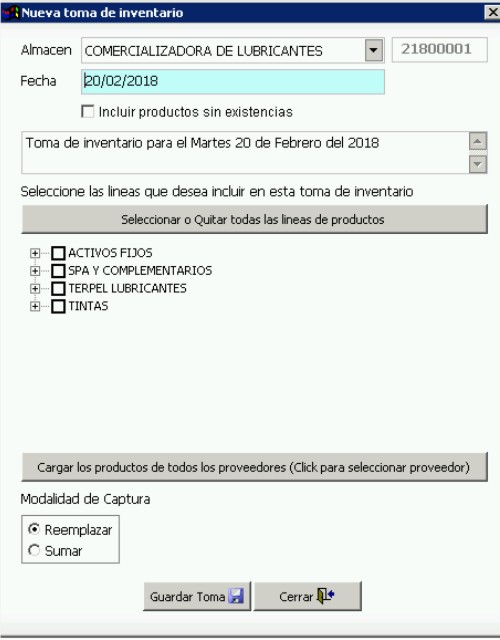 Nueva toma de inventario
Almacen COMERCIALIZADORA DE LUBRICANTES 21800001
Fecha 20/02/2018
Incluir productos sin existencias
Toma de inventario para el Martes 20 de Febrero del 2018
Seleccione las lineas que desea incluir en esta toma de inventario
Seleccionar o Quitar todas las lineas de productos
ACTIVOS FIJOS
SPA Y COMPLEMENTARIOS
TERPEL LUBRICANTES
TINTAS
Cargar los productos de todos los proveedores (Click para seleccionar proveedor)
Modalidad de Captura
Reemplazar
Sumar
Guardar Toma Cerrar